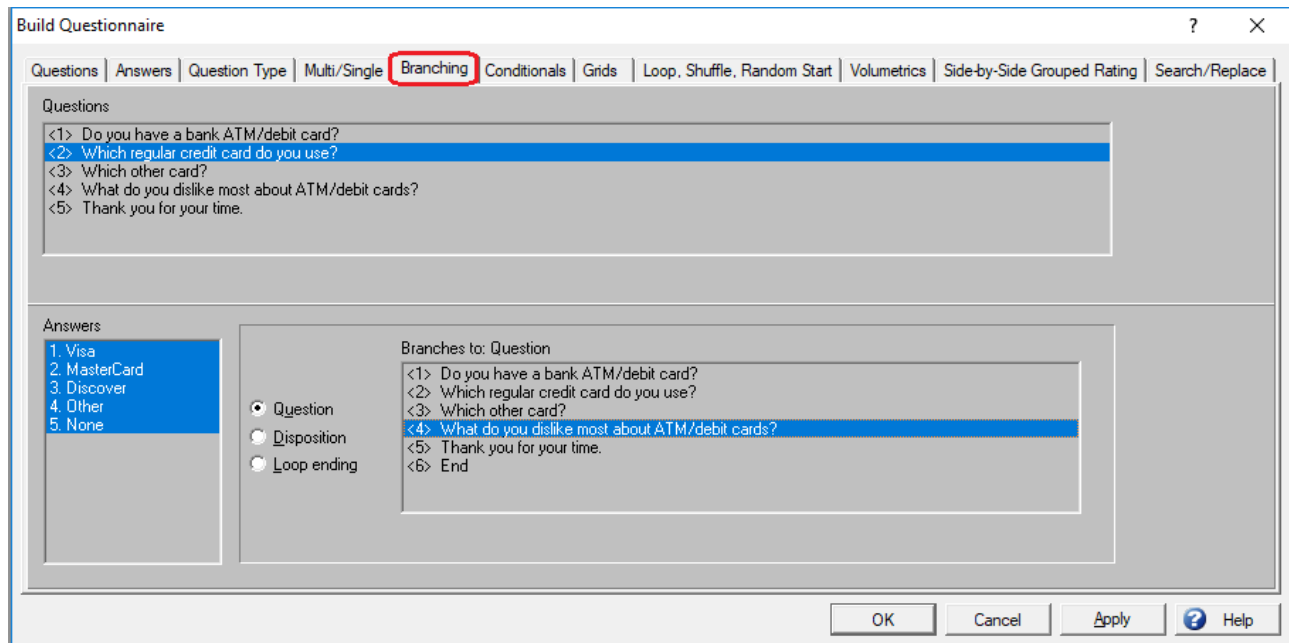 Build Questionnaire ? X
Questions Answers Question Type Multi/Single Branching Conditionals Grids Loop, Shuffle, Random Start Volumetrics Side-by-Side Grouped Rating Search/Replace
Questions
<1> Do you have a bank ATM/debit card?
<2> Which regular credit card do you use?
<3> Which other card?
<4> What do you dislike most about ATM/debit cards?
<5> Thank you for your time.
Answers
1. Visa
2. MasterCard
3. Discover
4. Other
5. None
Question
Disposition
Loop ending
Branches to: Question
<1> Do you have a bank ATM/debit card?
<2> Which regular credit card do you use?
<3> Which other card?
<4> What do you dislike most about ATM/debit cards?
<5> Thank you for your time.
<6> End
OK Cancel Apply ? Help